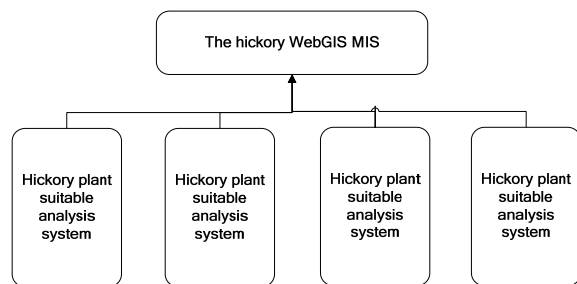 The hickory WebGIS MIS
Hickory plant
suitable
analysis
system
Hickory plant
suitable
analysis
system
Hickory plant
suitable
analysis
system
Hickory plant
suitable
analysis
system